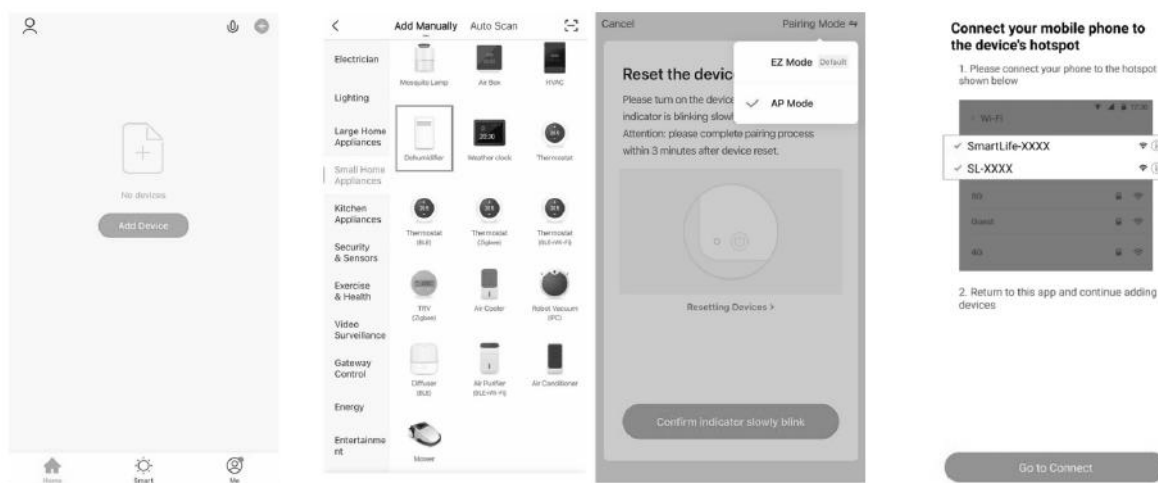 No devices
Add Device
Home
Smart
Me
Add Manually
Auto Scan
Electrician
Lighting
Large Home
Appliances
Small Home
Appliances
Kitchen
Appliances
Security
& Sensors
Exercise
& Health
Video
Surveillance
Gateway
Control
Energy
Entertainme
nt
Mosquito Lamp
Air Box
HVAC
Dehumidifier
Weather clock
Thermostat
Thermostat
(BLE)
Thermostat
(Zigbee)
Thermostat
(BLE+Wi-Fi)
TRV
(Zigbee)
Air Cooler
Robot Vacuum
(IPC)
Diffuser
(BLE)
Air Purifier
(BLE+Wi-Fi)
Air Conditioner
Mower
Cancel
Pairing Mode
EZ Mode Default
AP Mode
Reset the devic
Please turn on the device
indicator is blinking slowl
Attention: please complete pairing process
within 3 minutes after device reset.
Resetting Devices >
Confirm indicator slowly blink
Connect your mobile phone to
the device's hotspot
1. Please connect your phone to the hotspot
shown below
Wi-Fi
SmartLife-XXXX
SL-XXXX
Guest
2. Return to this app and continue adding
devices
Go to Connect